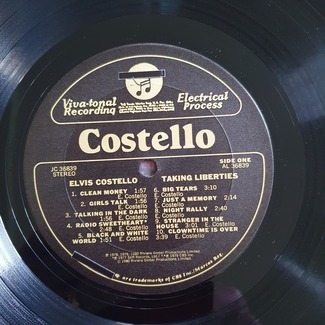 Viva-tonal
Recording
Electrical
Process
Costello
JC 36839
STEREO
SIDE ONE
AL 36839
ELVIS COSTELLO
TAKING LIBERTIES
1. CLEAN MONEY 1:57
E. Costello
2. GIRLS TALK 1:56
E. Costello
3. TALKING IN THE DARK
1:56 E. Costello
4. RADIO SWEETHEART
2:48 E. Costello
5. BLACK AND WHITE
WORLD 1:51 E. Costello
6. BIG TEARS 3:10
E. Costello
7. JUST A MEMORY 2:14
E. Costello
8. NIGHT RALLY 2:40
E. Costello
9. STRANGER IN THE
HOUSE 3:01 E. Costello
10. CLOWNTIME IS OVER
3:39 E. Costello
are trademarks of CBS Inc./Marcas Reg.